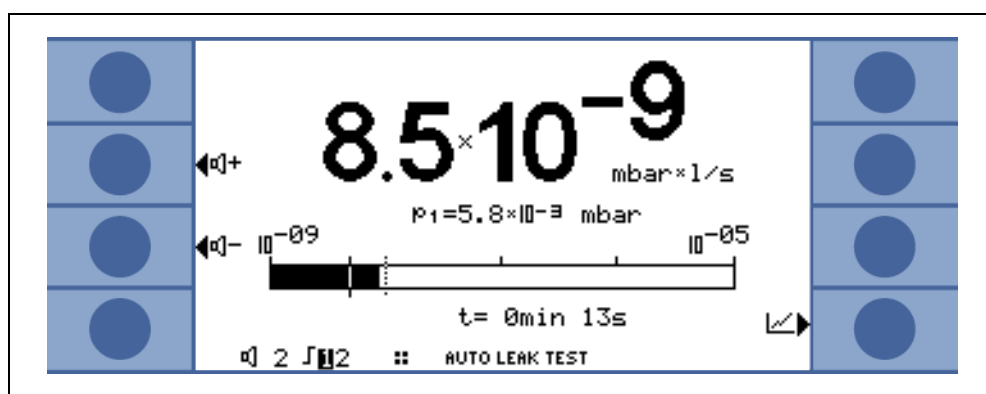 8.5×10⁻⁹
mbar×l/s
+
p1=5.8×10⁻³ mbar
−
10⁻⁰⁹ 10⁻⁰⁵
t= 0min 13s
2 ʃ12 AUTO LEAK TEST